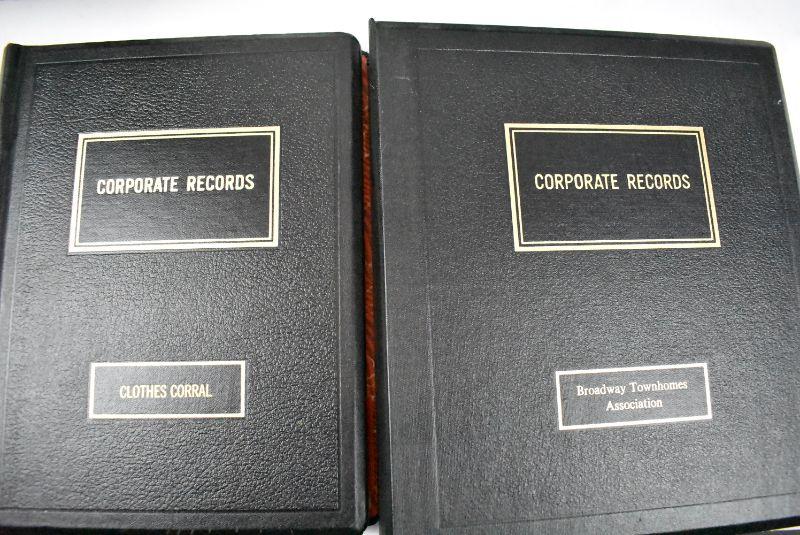 CORPORATE RECORDS
CLOTHES CORRAL
CORPORATE RECORDS
Broadway Townhomes
Association